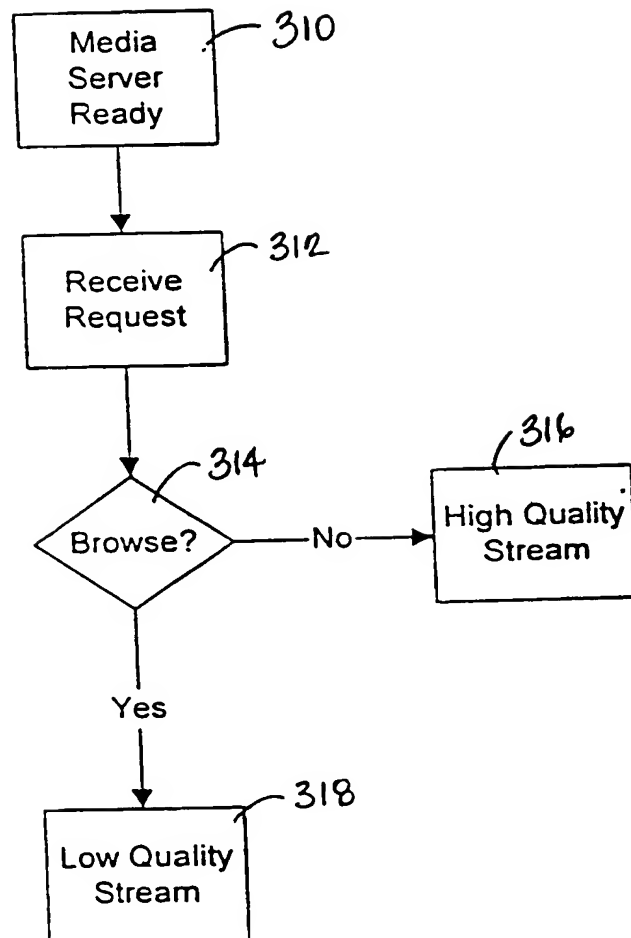 310
Media
Server
Ready
312
Receive
Request
314
Browse?
No
316
High Quality
Stream
Yes
318
Low Quality
Stream